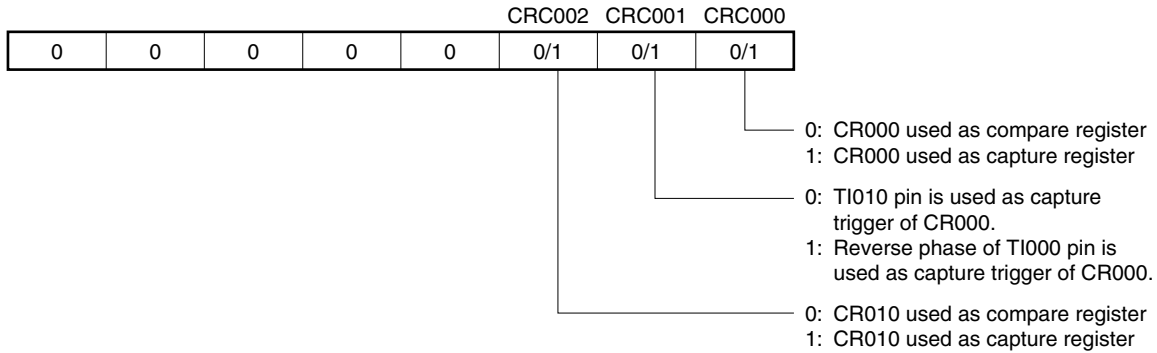 CRC002 CRC001 CRC000
0 0 0 0 0 0/1 0/1 0/1
0: CR000 used as compare register
1: CR000 used as capture register
0: TI010 pin is used as capture
trigger of CR000.
1: Reverse phase of TI000 pin is
used as capture trigger of CR000.
0: CR010 used as compare register
1: CR010 used as capture register